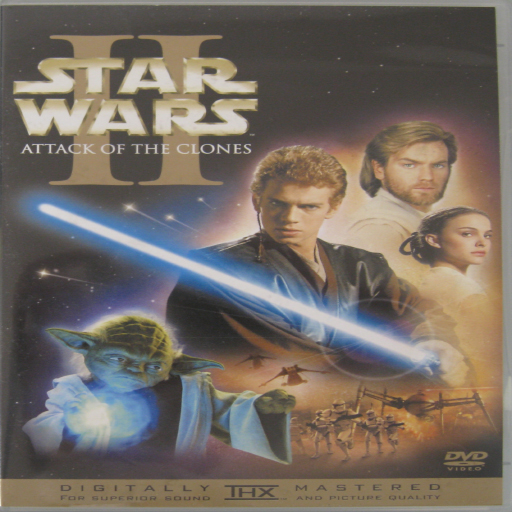 II
STAR
WARS
ATTACK OF THE CLONES
DVD
VIDEO
DIGITALLY THX MASTERED
FOR SUPERIOR SOUND AND PICTURE QUALITY